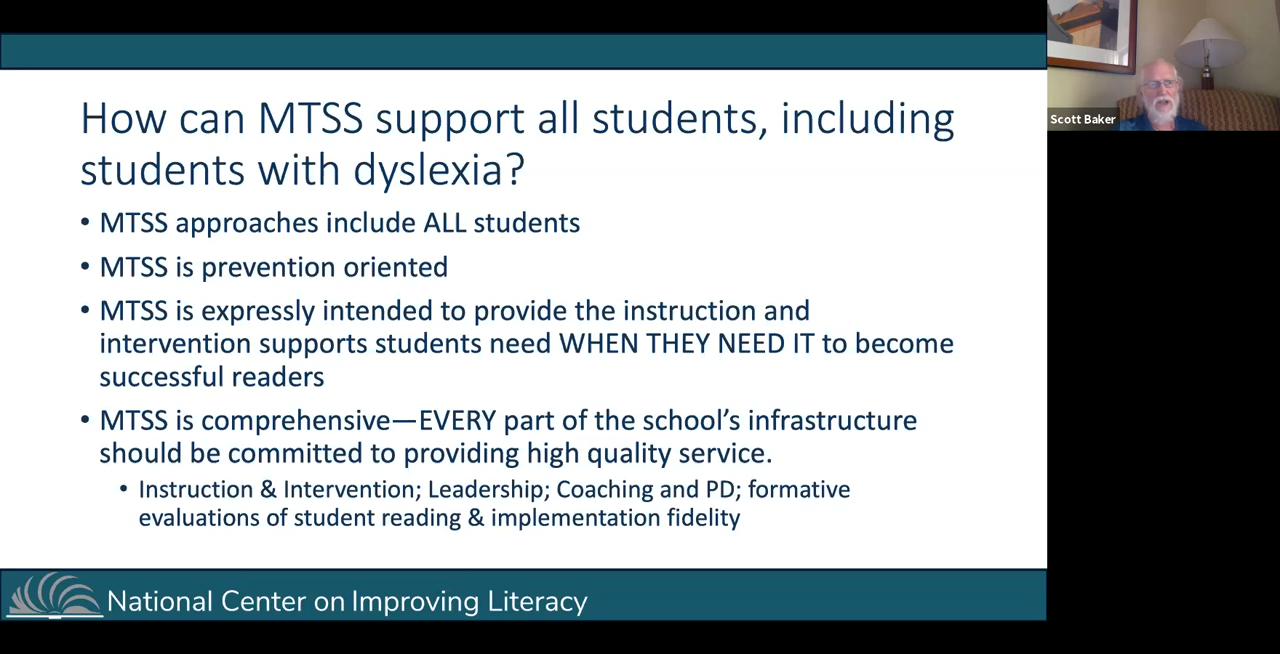 How can MTSS support all students, including
students with dyslexia?
• MTSS approaches include ALL students
• MTSS is prevention oriented
• MTSS is expressly intended to provide the instruction and
intervention supports students need WHEN THEY NEED IT to become
successful readers
• MTSS is comprehensive—EVERY part of the school’s infrastructure
should be committed to providing high quality service.
• Instruction & Intervention; Leadership; Coaching and PD; formative
evaluations of student reading & implementation fidelity
National Center on Improving Literacy
Scott Baker